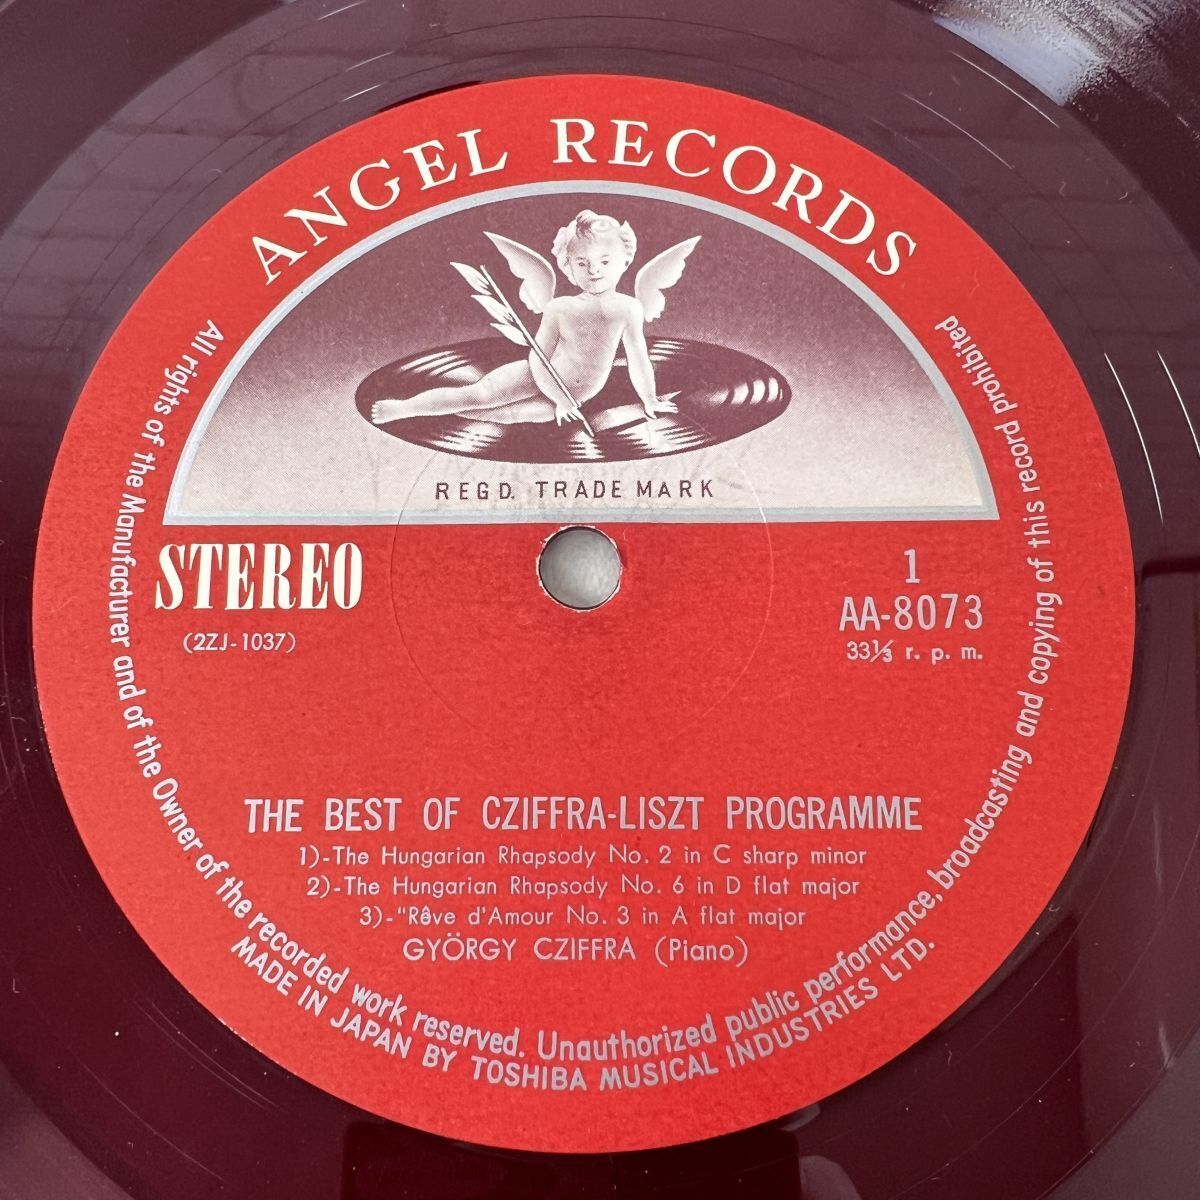 ANGEL RECORDS
REGD. TRADE MARK
STEREO
(2ZJ-1037)
1
AA-8073
33⅓ r. p. m.
THE BEST OF CZIFFRA-LISZT PROGRAMME
1)-The Hungarian Rhapsody No. 2 in C sharp minor
2)-The Hungarian Rhapsody No. 6 in D flat major
3)-"Rêve d'Amour No. 3 in A flat major
GYÖRGY CZIFFRA (Piano)
All rights of the Manufacturer and of the Owner of the recorded work reserved. Unauthorized public performance, broadcasting and copying of this record prohibited
MADE IN JAPAN BY TOSHIBA MUSICAL INDUSTRIES LTD.